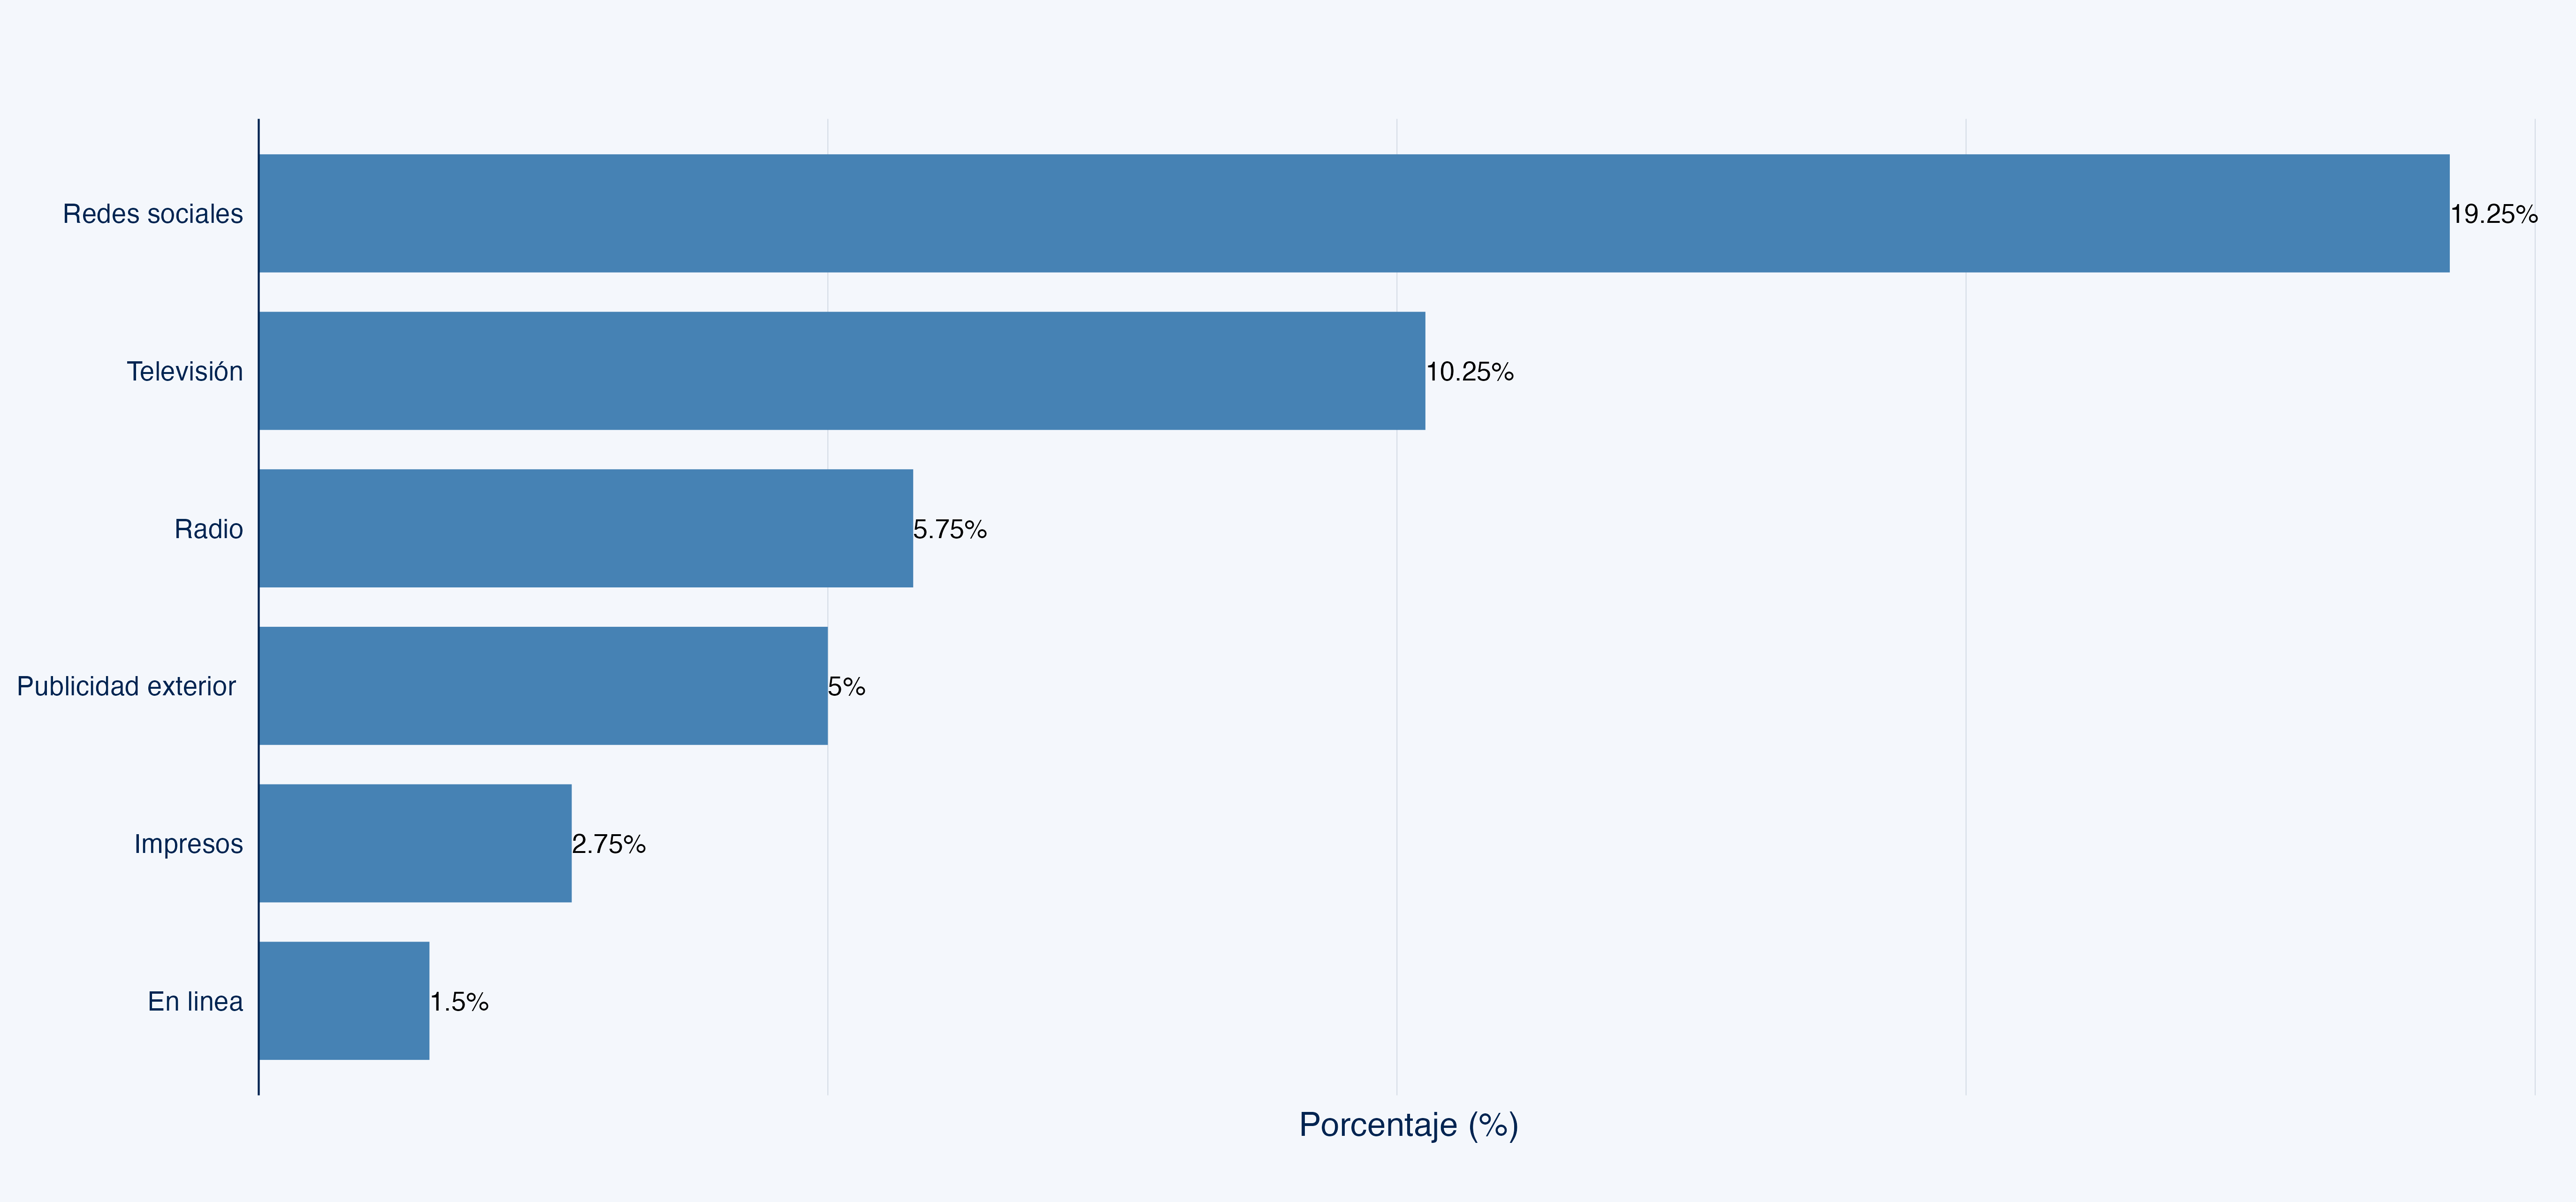 Redes sociales 19.25%
Televisión 10.25%
Radio 5.75%
Publicidad exterior 5%
Impresos 2.75%
En linea 1.5%
Porcentaje (%)